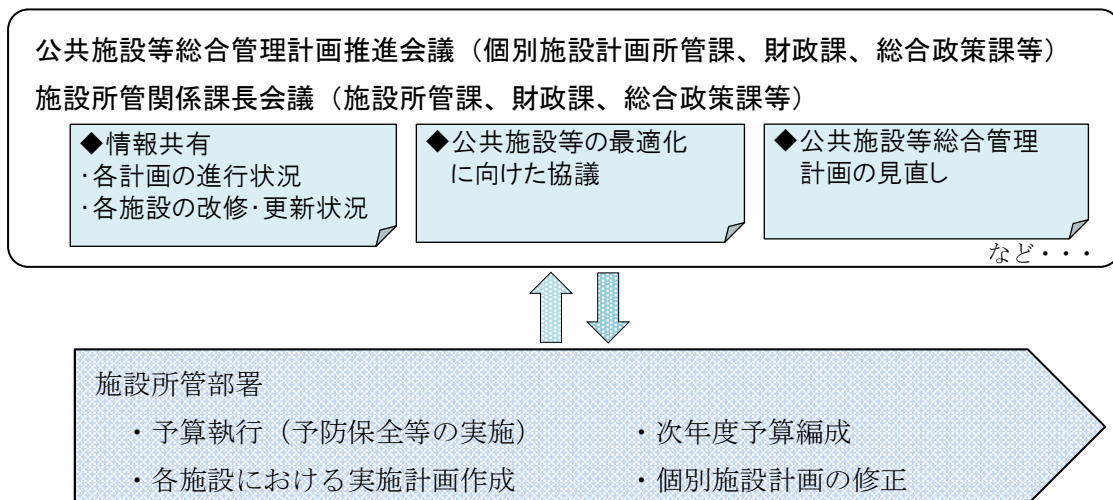 公共施設等総合管理計画推進会議（個別施設計画所管課、財政課、総合政策課等）
施設所管関係課長会議（施設所管課、財政課、総合政策課等）
◆情報共有
・各計画の進行状況
・各施設の改修・更新状況
◆公共施設等の最適化
に向けた協議
◆公共施設等総合管理
計画の見直し
など・・・
施設所管部署
・予算執行（予防保全等の実施）
・次年度予算編成
・各施設における実施計画作成
・個別施設計画の修正